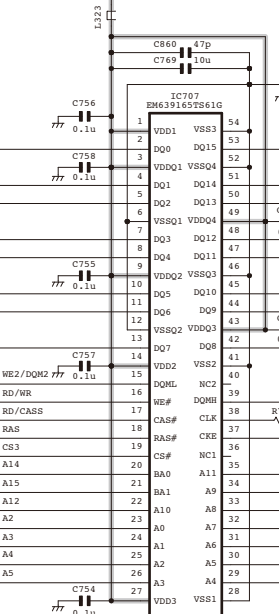 L323
C860 47p
C769 10u
IC707
EM639165TS61G
C756
0.1u
C758
0.1u
C755
0.1u
C757
0.1u
C754
0.1u
1 VDD1 VSS3 54
2 DQ0 DQ15 53
3 VDDQ1 VSSQ4 52
4 DQ1 DQ14 51
5 DQ2 DQ13 50
6 VSSQ1 VDDQ4 49
7 DQ3 DQ12 48
8 DQ4 DQ11 47
9 VDDQ2 VSSQ3 46
10 DQ5 DQ10 45
11 DQ6 DQ9 44
12 VSSQ2 VDDQ3 43
13 DQ7 DQ8 42
14 VDD2 VSS2 41
WE2/DQM2 15 DQML NC2 40
RD/WR 16 WE# DQMH 39
RD/CASS 17 CAS# CLK 38
RAS 18 RAS# CKE 37
CS3 19 CS# NC1 36
A14 20 BA0 A11 35
A15 21 BA1 A9 34
A12 22 A10 A8 33
A2 23 A0 A7 32
A3 24 A1 A6 31
A4 25 A2 A5 30
A5 26 A3 A4 29
27 VDD3 VSS1 28